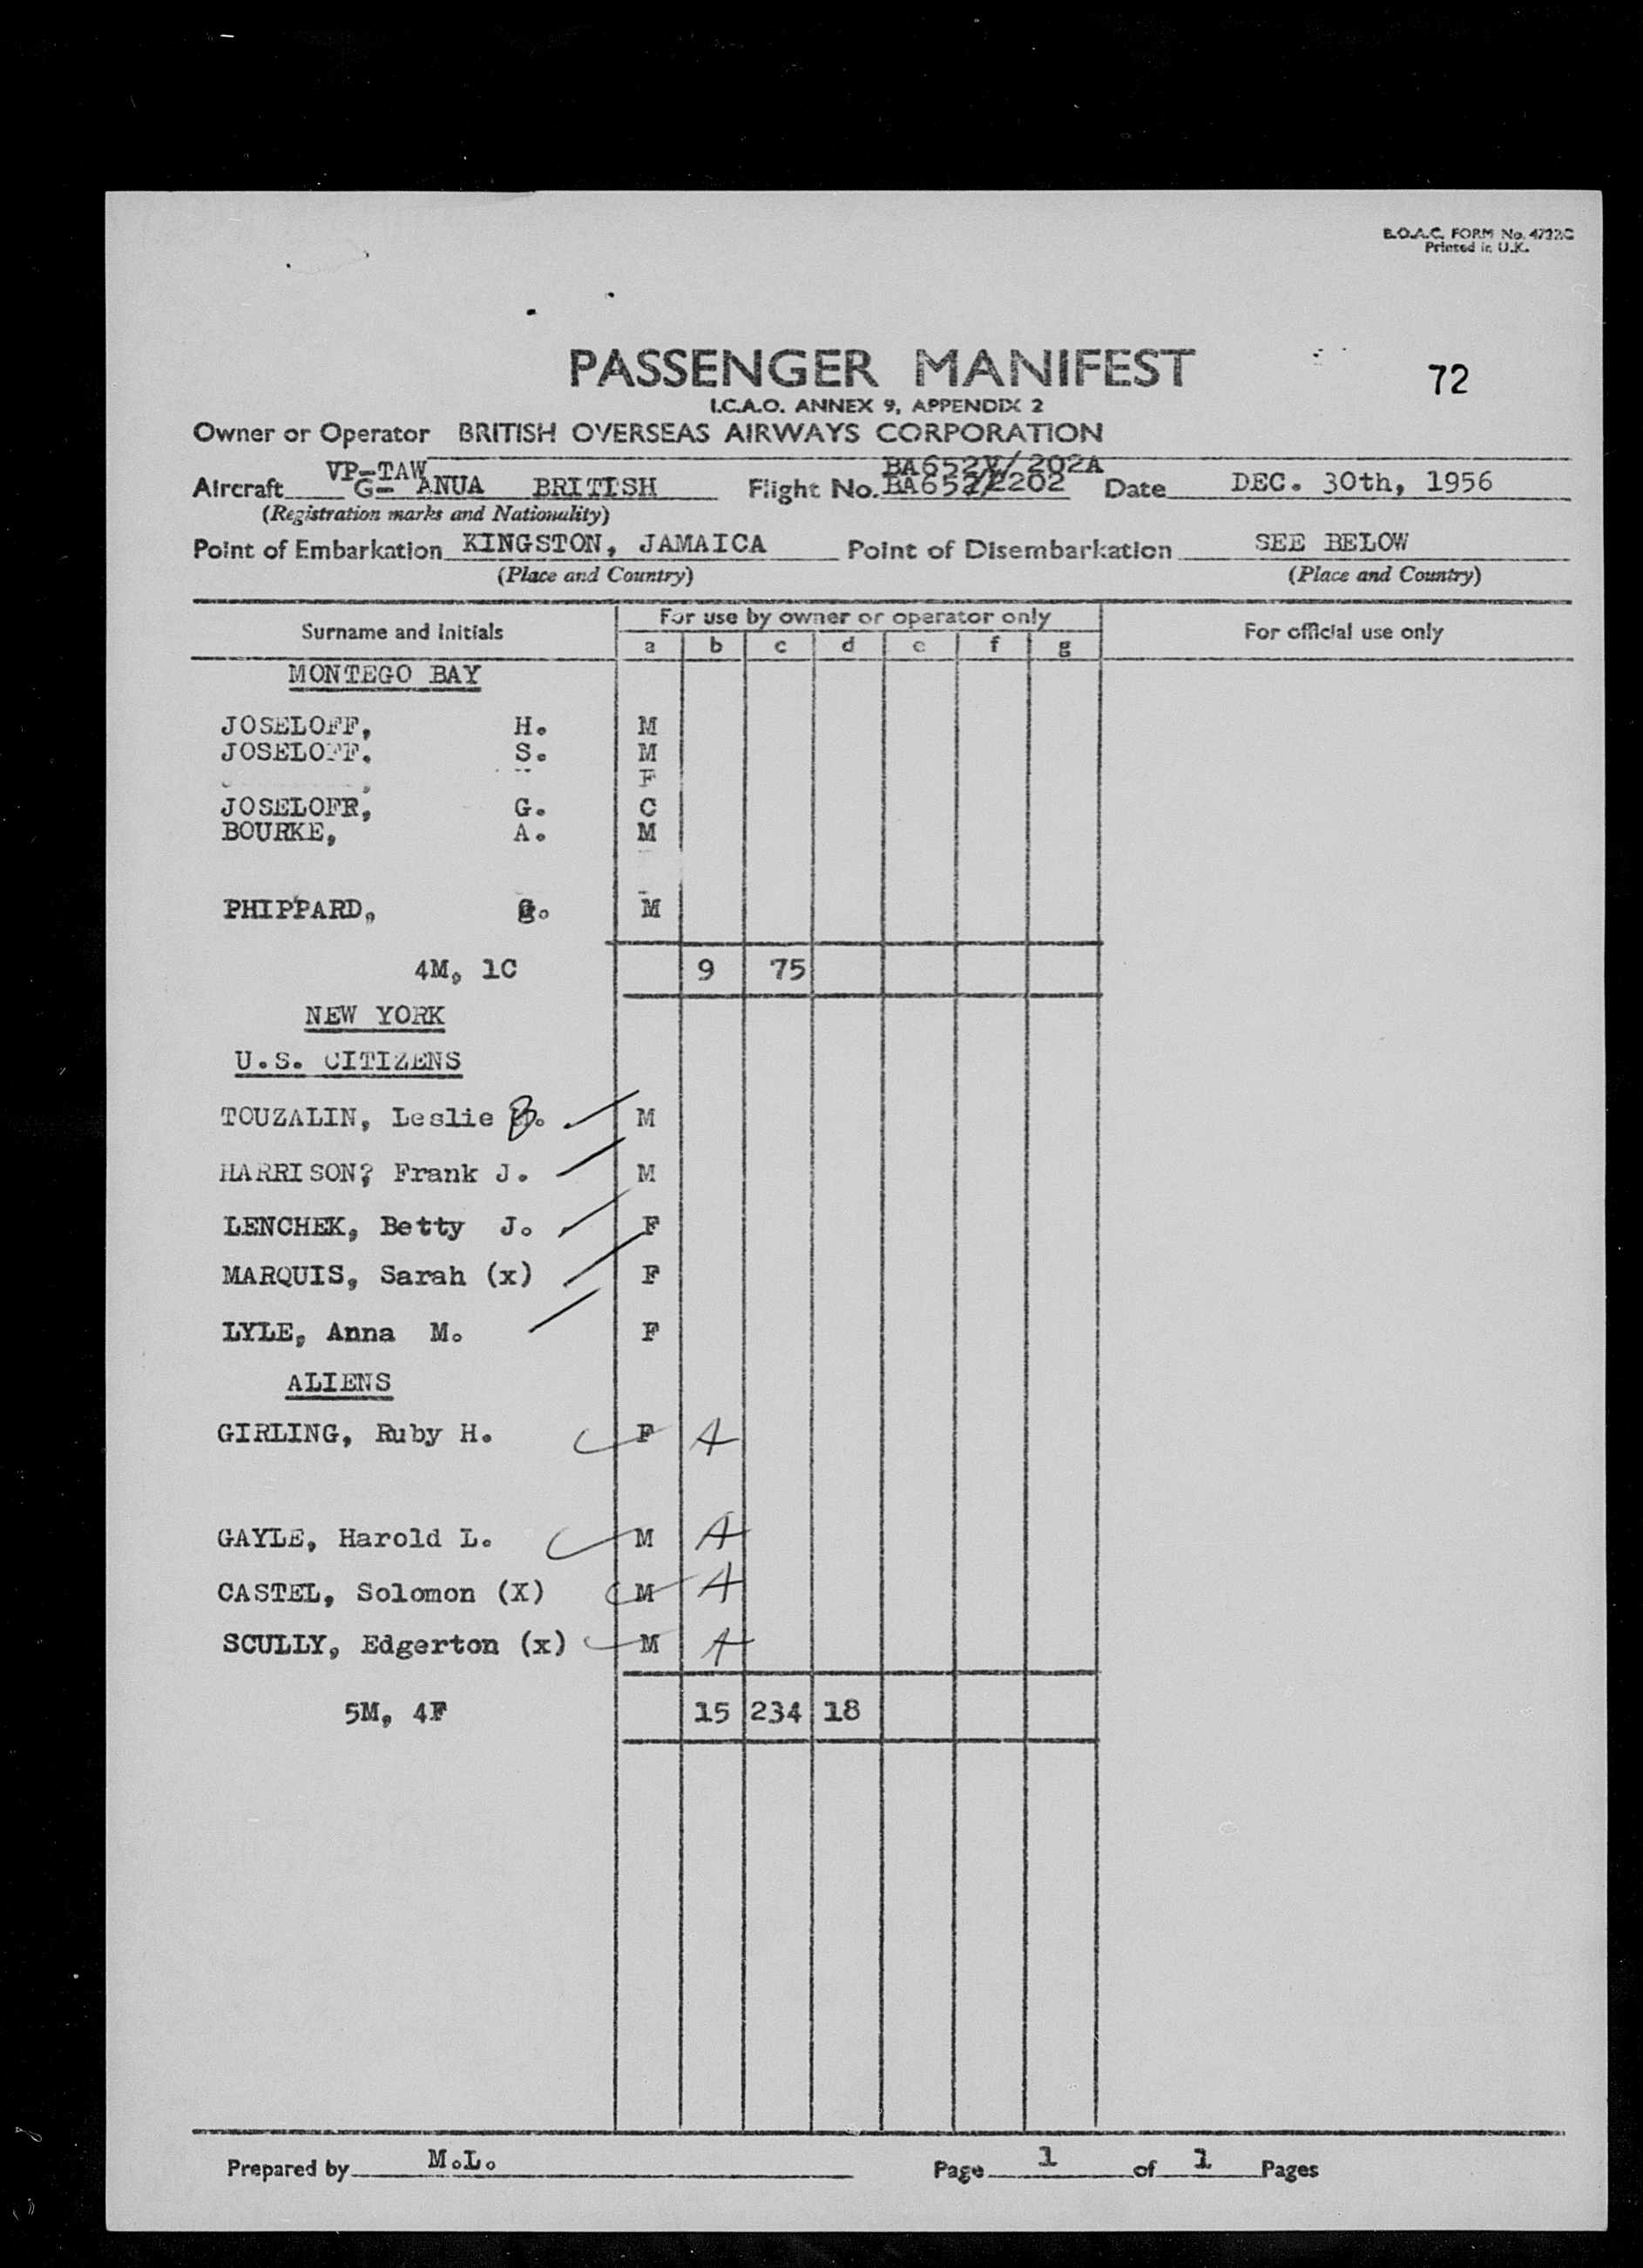 B.O.A.C. FORM No. 4722C
Printed in U.K.
PASSENGER MANIFEST
72
I.C.A.O. ANNEX 9, APPENDIX 2
Owner or Operator BRITISH OVERSEAS AIRWAYS CORPORATION
VP-TAW BA652V/202A
Aircraft G- ANUA BRITISH Flight No. BA652/2202 Date DEC. 30th, 1956
(Registration marks and Nationality)
Point of Embarkation KINGSTON, JAMAICA Point of Disembarkation SEE BELOW
(Place and Country) (Place and Country)
Surname and Initials For use by owner or operator only For official use only
a b c d e f g
MONTEGO BAY
JOSELOFF, H. M
JOSELOFF. S. M
F
JOSELOFR, G. C
BOURKE, A. M
PHIPPARD, G. M
4M, 1C 9 75
NEW YORK
U.S. CITIZENS
TOUZALIN, Leslie B. M
HARRISON? Frank J. M
LENCHEK, Betty J. F
MARQUIS, Sarah (x) F
LYLE, Anna M. F
ALIENS
GIRLING, Ruby H. F A
GAYLE, Harold L. M A
CASTEL, Solomon (X) M A
SCULLY, Edgerton (x) M A
5M, 4F 15 234 18
Prepared by M.L. Page 1 of 1 Pages